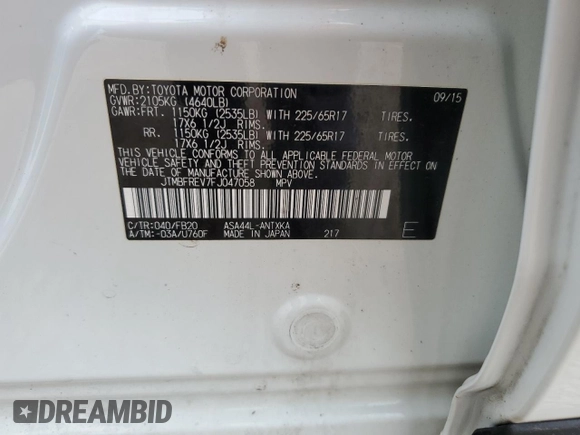 MFD.BY:TOYOTA MOTOR CORPORATION 09/15
GVWR:2105KG (4640LB)
GAWR:FRT. 1150KG (2535LB) WITH 225/65R17 TIRES.
17X6 1/2J RIMS.
RR. 1150KG (2535LB) WITH 225/65R17 TIRES.
17X6 1/2J RIMS.
THIS VEHICLE CONFORMS TO ALL APPLICABLE FEDERAL MOTOR
VEHICLE SAFETY AND THEFT PREVENTION STANDARDS IN EFFECT ON
THE DATE OF MANUFACTURE SHOWN ABOVE.
JTMBFREV7FJ047058 MPV
C/TR:040/FB20 ASA44L-ANTXKA
A/TM:-03A/U760F 217 E
DREAMBID